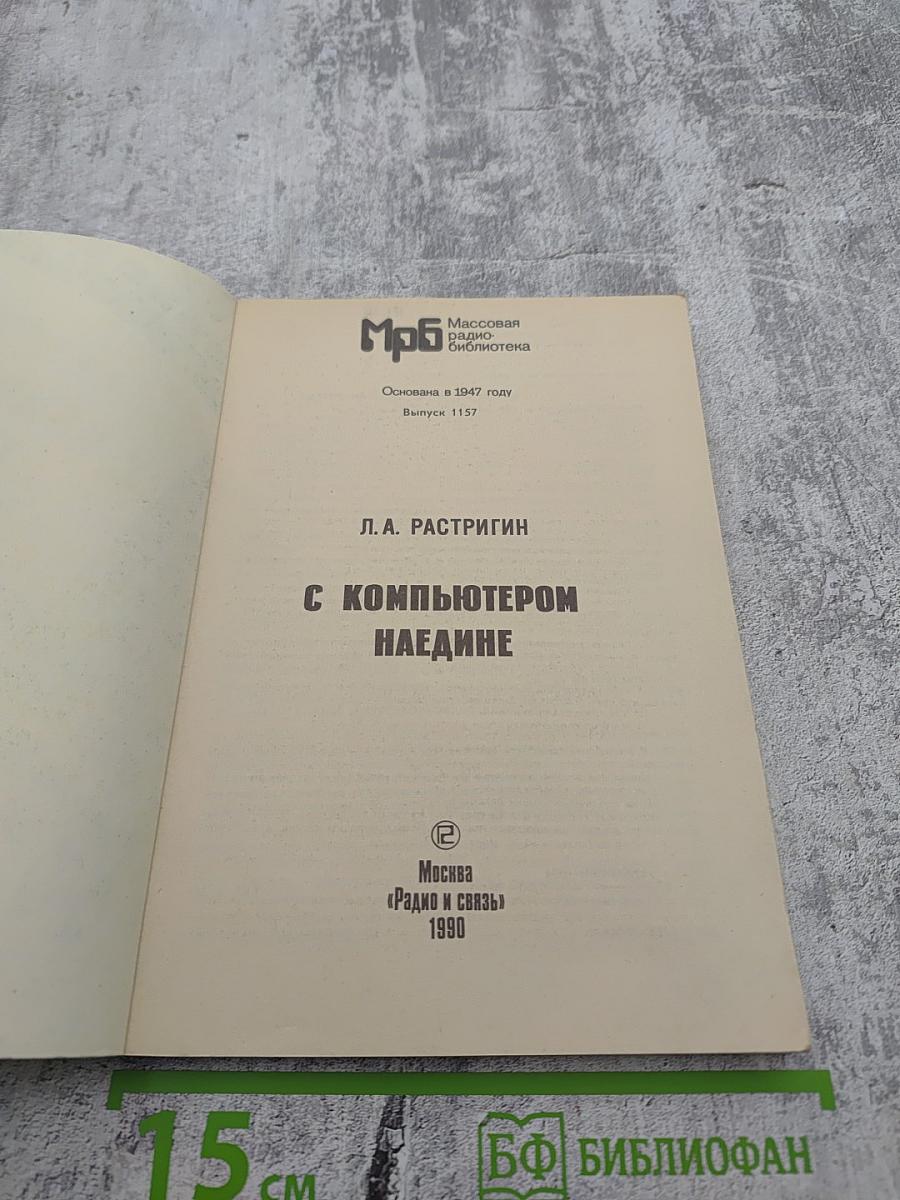 Мрб Массовая
радио-
библиотека
Основана в 1947 году
Выпуск 1157
Л. А. РАСТРИГИН
С КОМПЬЮТЕРОМ
НАЕДИНЕ
Москва
«Радио и связь»
1990
15 см
БФ БИБЛИОФАН